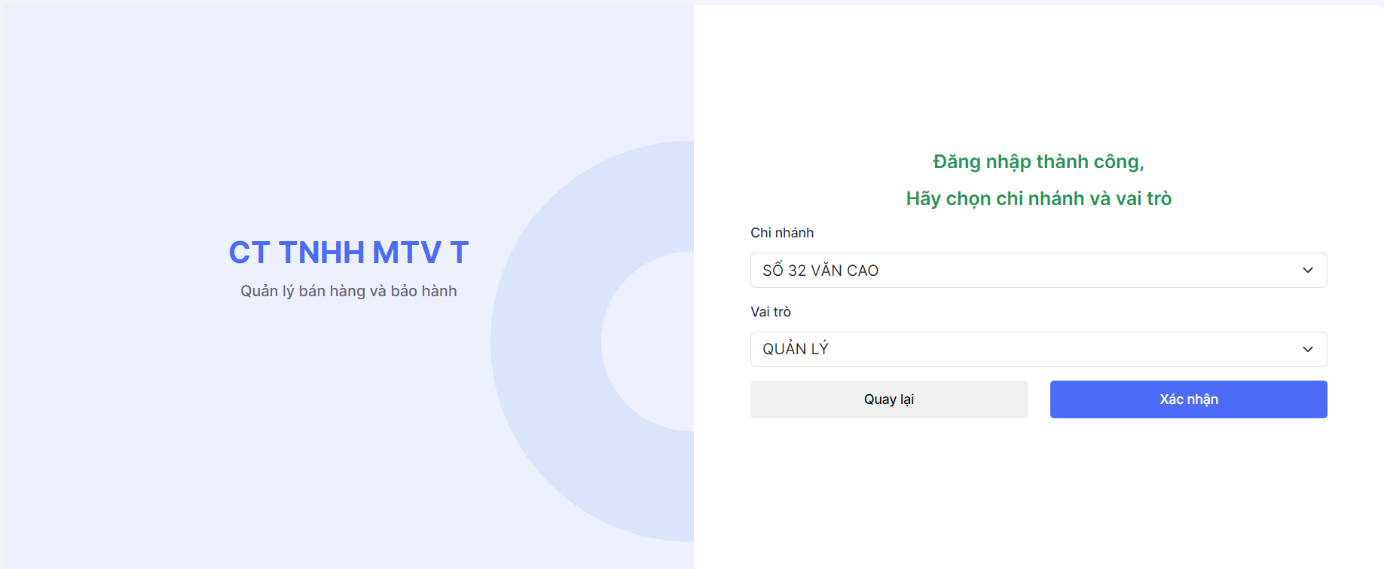 CT TNHH MTV T
Quản lý bán hàng và bảo hành
Đăng nhập thành công,
Hãy chọn chi nhánh và vai trò
Chi nhánh
SỐ 32 VĂN CAO
Vai trò
QUẢN LÝ
Quay lại
Xác nhận